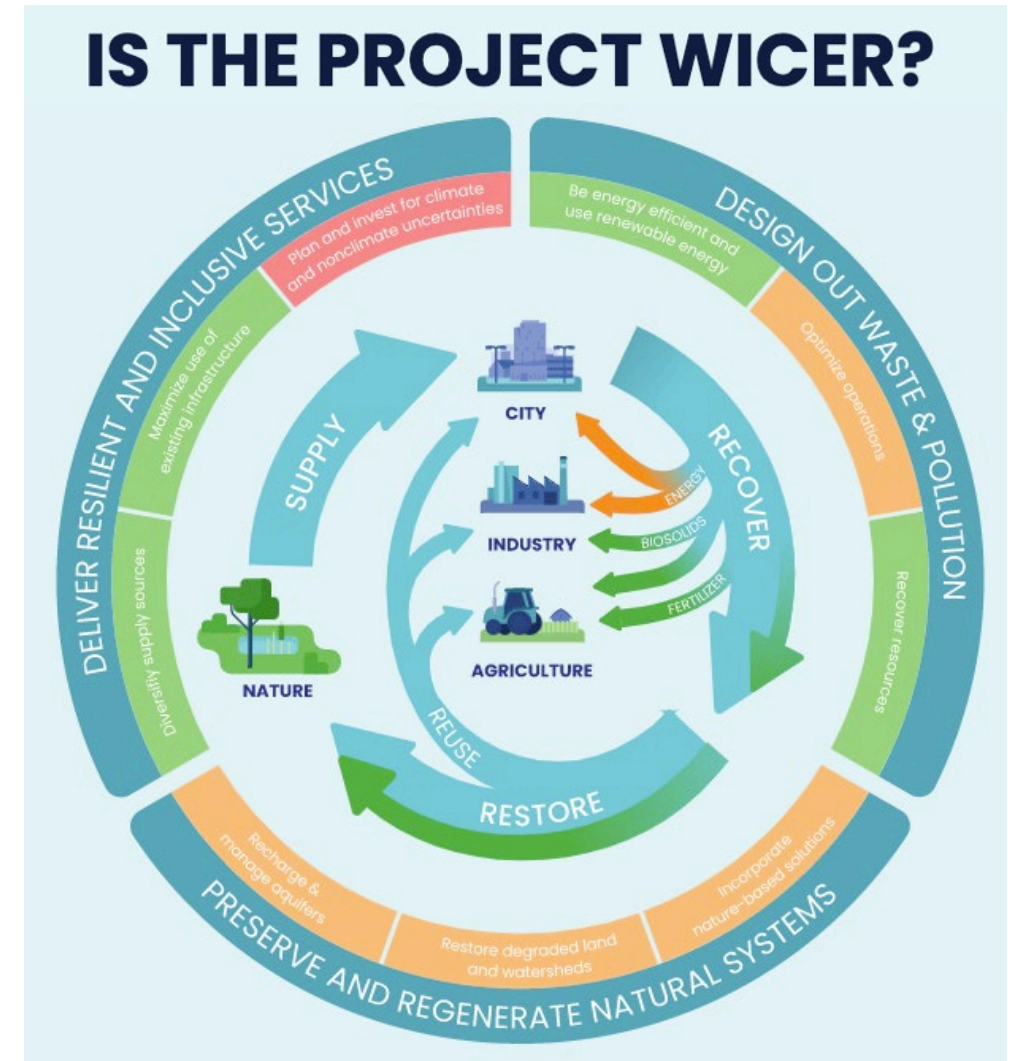 IS THE PROJECT WICER?
DELIVER RESILIENT AND INCLUSIVE SERVICES
Plan and invest for climate
and nonclimate uncertainties
Maximize use of
existing infrastructure
Diversify supply sources
DESIGN OUT WASTE & POLLUTION
Be energy efficient and
use renewable energy
Optimize operations
Recover resources
PRESERVE AND REGENERATE NATURAL SYSTEMS
Recharge &
manage aquifers
Restore degraded land
and watersheds
Incorporate
nature-based solutions
SUPPLY
CITY
RECOVER
ENERGY
INDUSTRY
BIOSOLIDS
FERTILIZER
AGRICULTURE
NATURE
REUSE
RESTORE